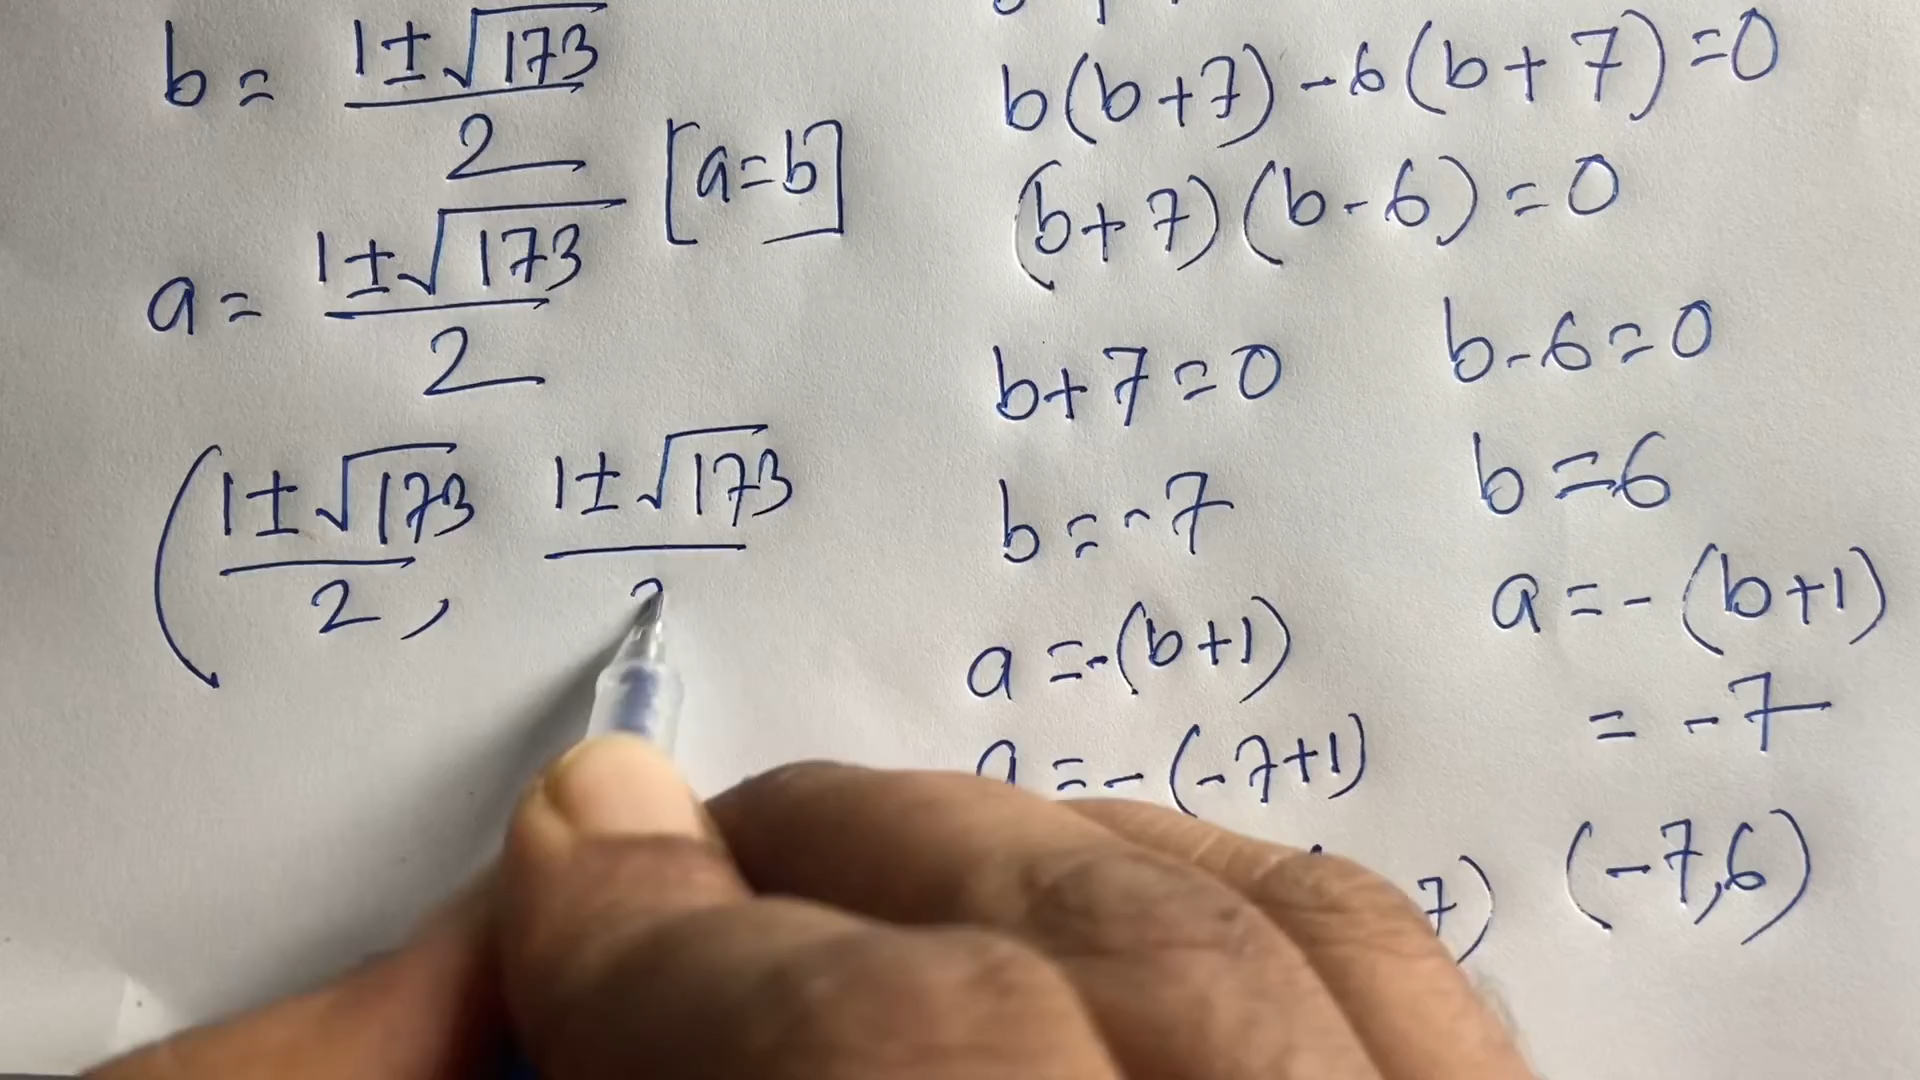 b = (1±√173)/2
[a=b]
a = (1±√173)/2
((1±√173)/2, (1±√173)/
b(b+7)-6(b+7)=0
(b+7)(b-6)=0
b+7=0
b=-7
a=-(b+1)
a=-(-7+1)
7)
b-6=0
b=6
a=-(b+1)
=-7
(-7,6)